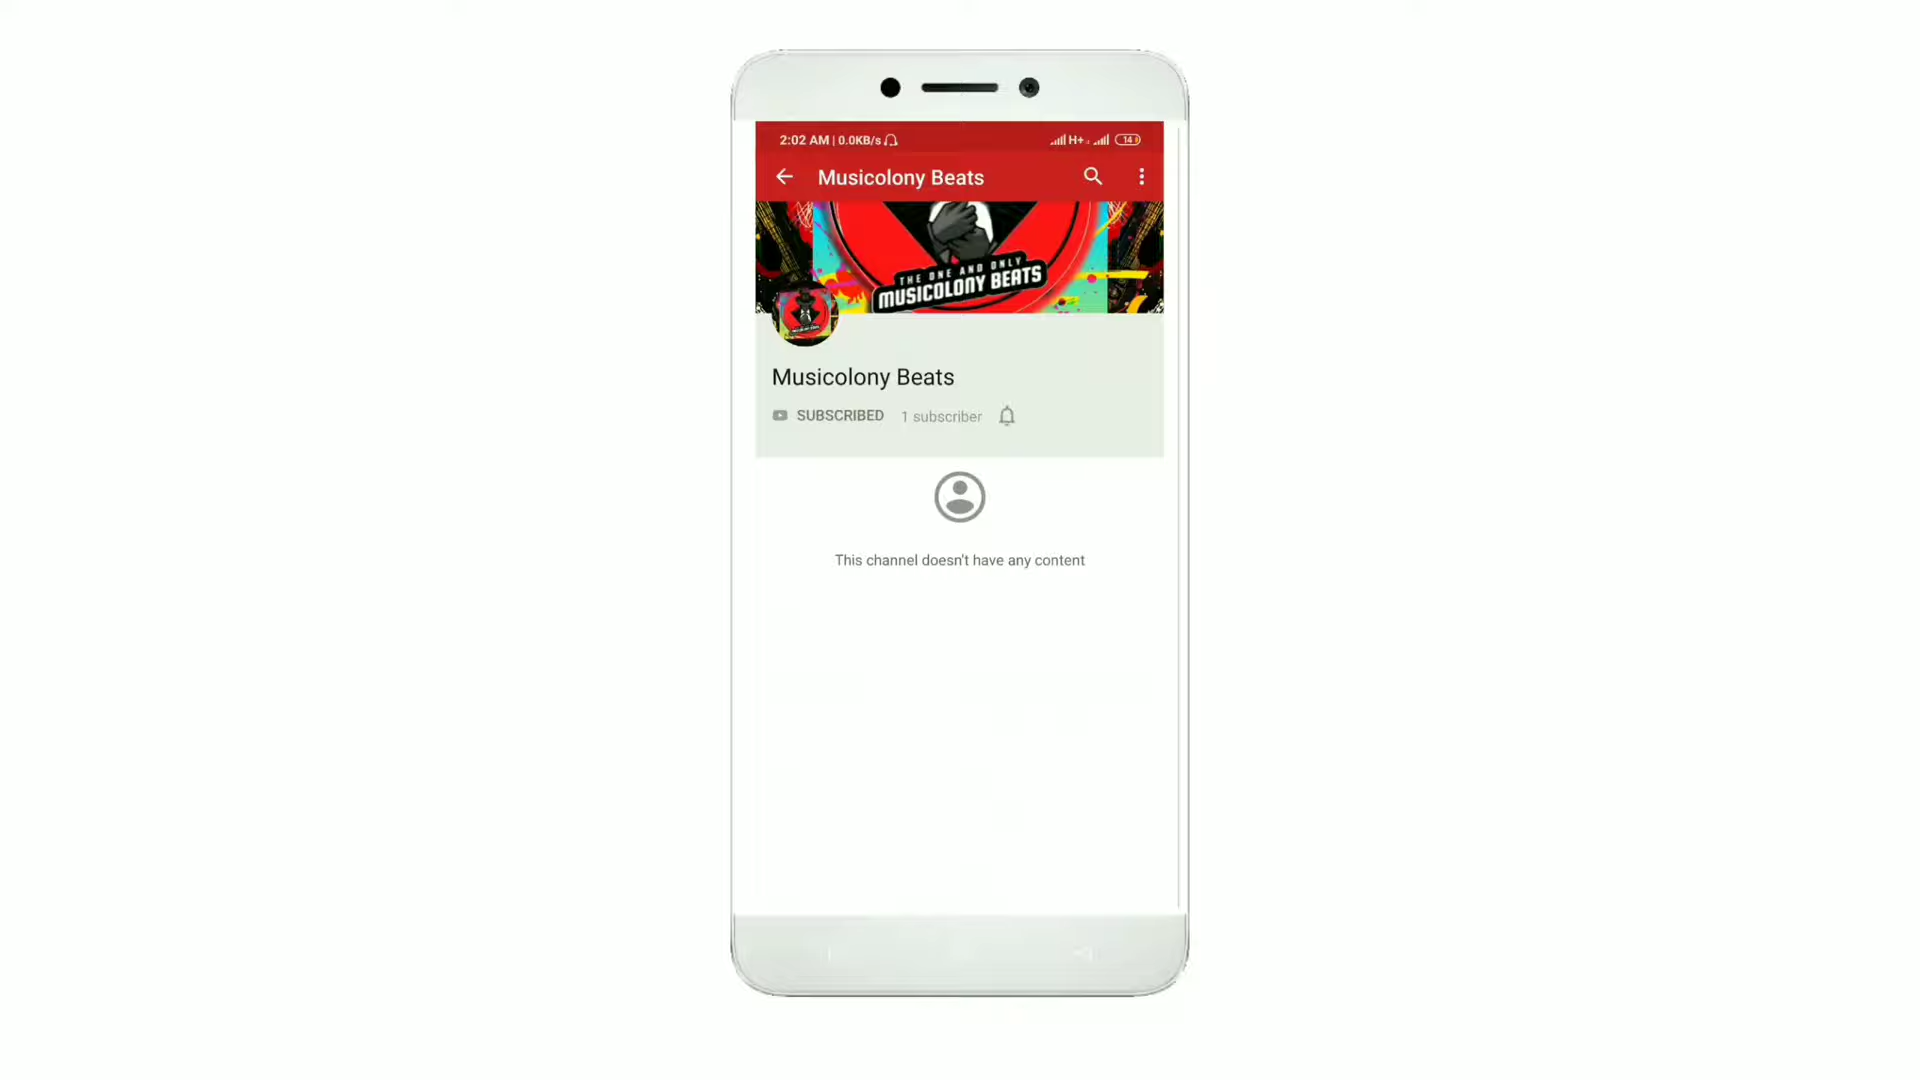 2:02 AM | 0.0KB/s H+ 14
Musicolony Beats
THE ONE AND ONLY
MUSICOLONY BEATS
Musicolony Beats
SUBSCRIBED 1 subscriber
This channel doesn't have any content